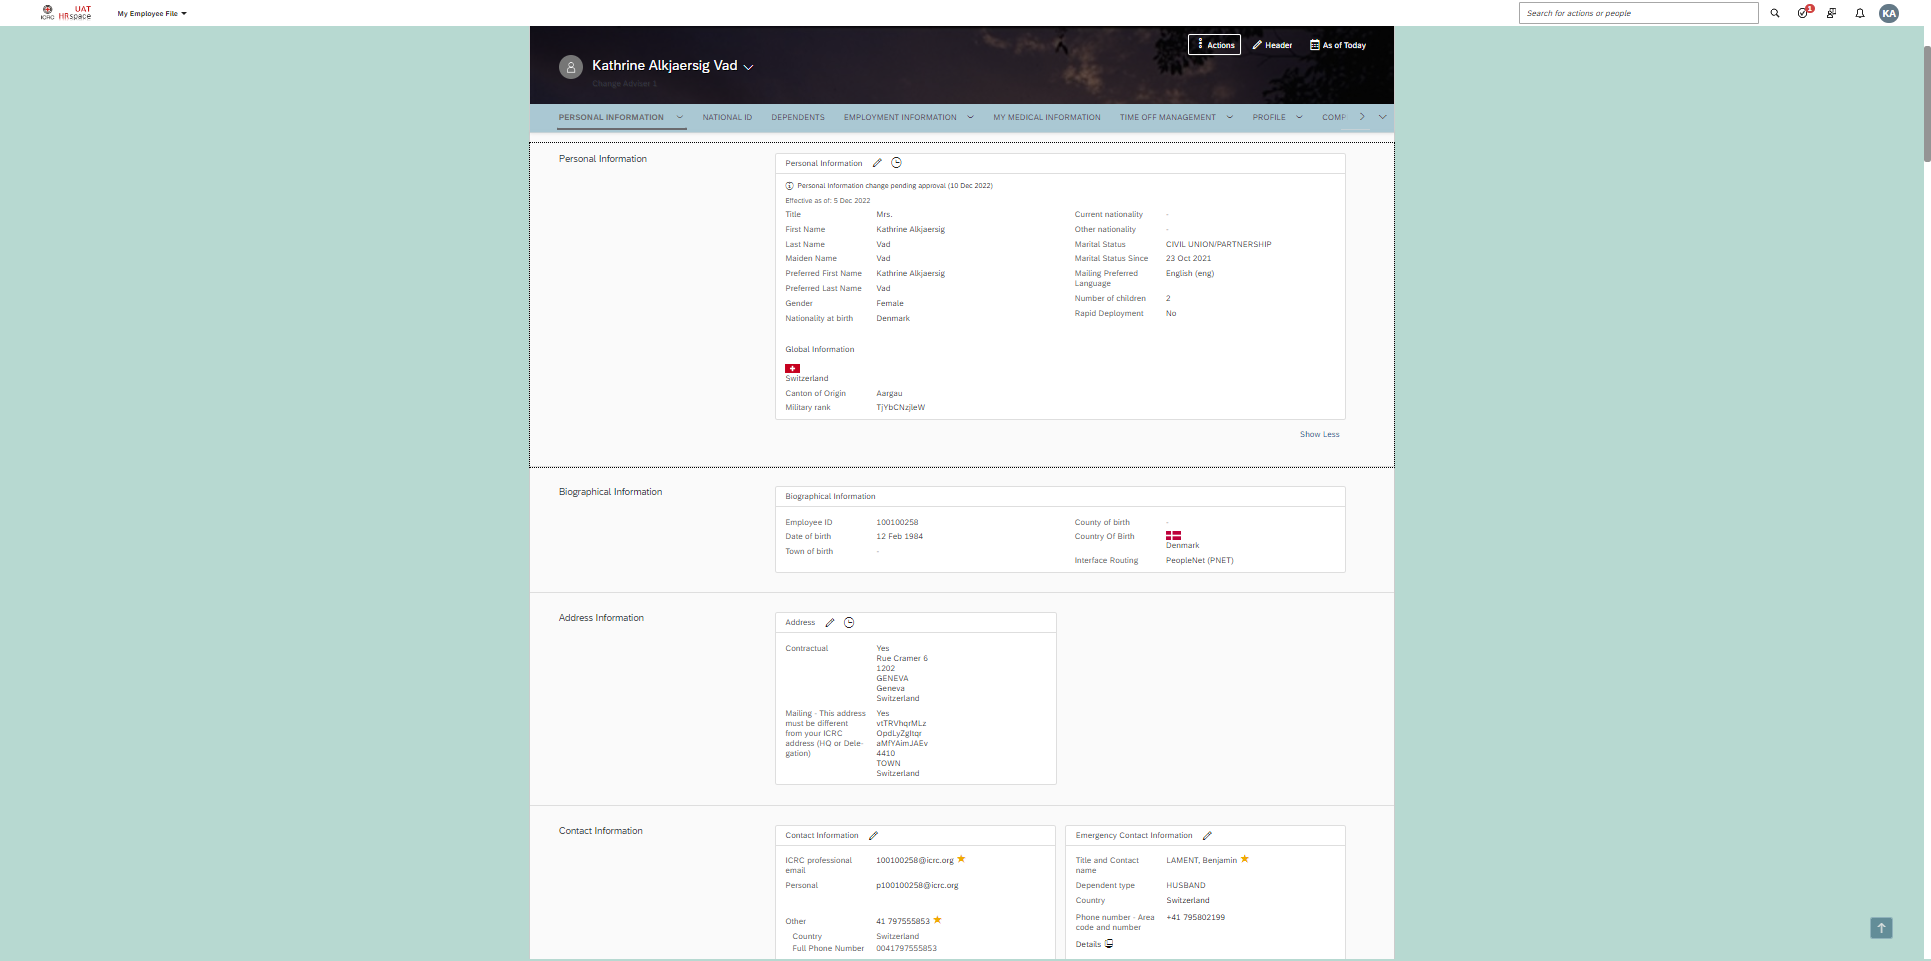 ICRC UAT HRspace
My Employee File
Search for actions or people
1
KA
Actions
Header
As of Today
Kathrine Alkjaersig Vad
Change Adviser 1
PERSONAL INFORMATION NATIONAL ID DEPENDENTS EMPLOYMENT INFORMATION MY MEDICAL INFORMATION TIME OFF MANAGEMENT PROFILE COMP
Personal Information
Personal Information
Personal Information change pending approval (10 Dec 2022)
Effective as of: 5 Dec 2022
Title Mrs.
First Name Kathrine Alkjaersig
Last Name Vad
Maiden Name Vad
Preferred First Name Kathrine Alkjaersig
Preferred Last Name Vad
Gender Female
Nationality at birth Denmark
Current nationality -
Other nationality -
Marital Status CIVIL UNION/PARTNERSHIP
Marital Status Since 23 Oct 2021
Mailing Preferred English (eng)
Language
Number of children 2
Rapid Deployment No
Global Information
Switzerland
Canton of Origin Aargau
Military rank TjYbCNzjleW
Show Less
Biographical Information
Biographical Information
Employee ID 100100258
Date of birth 12 Feb 1984
Town of birth -
County of birth -
Country Of Birth
Denmark
Interface Routing PeopleNet (PNET)
Address Information
Address
Contractual Yes
Rue Cramer 6
1202
GENEVA
Geneva
Switzerland
Mailing - This address Yes
must be different vtTRVhqrMLz
from your ICRC OpdLyZgltqr
address (HQ or Dele- aMfYAimJAEv
gation) 4410
TOWN
Switzerland
Contact Information
Contact Information
ICRC professional 100100258@icrc.org
email
Personal p100100258@icrc.org
Other 41 797555853
Country Switzerland
Full Phone Number 0041797555853
Emergency Contact Information
Title and Contact LAMENT, Benjamin
name
Dependent type HUSBAND
Country Switzerland
Phone number - Area +41 795802199
code and number
Details